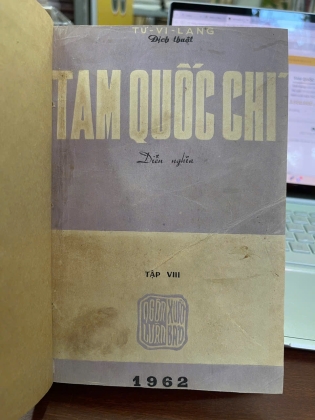 TỬ-VI-LANG
Dịch thuật
TAM QUỐC CHÍ
Diễn nghĩa
TẬP VIII
1962